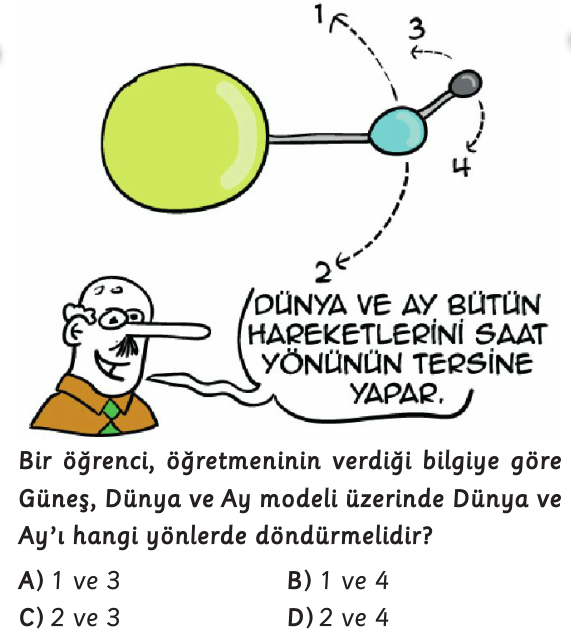 1
3
4
2
DÜNYA VE AY BÜTÜN
HAREKETLERİNİ SAAT
YÖNÜNÜN TERSİNE
YAPAR.
Bir öğrenci, öğretmeninin verdiği bilgiye göre
Güneş, Dünya ve Ay modeli üzerinde Dünya ve
Ay’ı hangi yönlerde döndürmelidir?
A) 1 ve 3
B) 1 ve 4
C) 2 ve 3
D) 2 ve 4